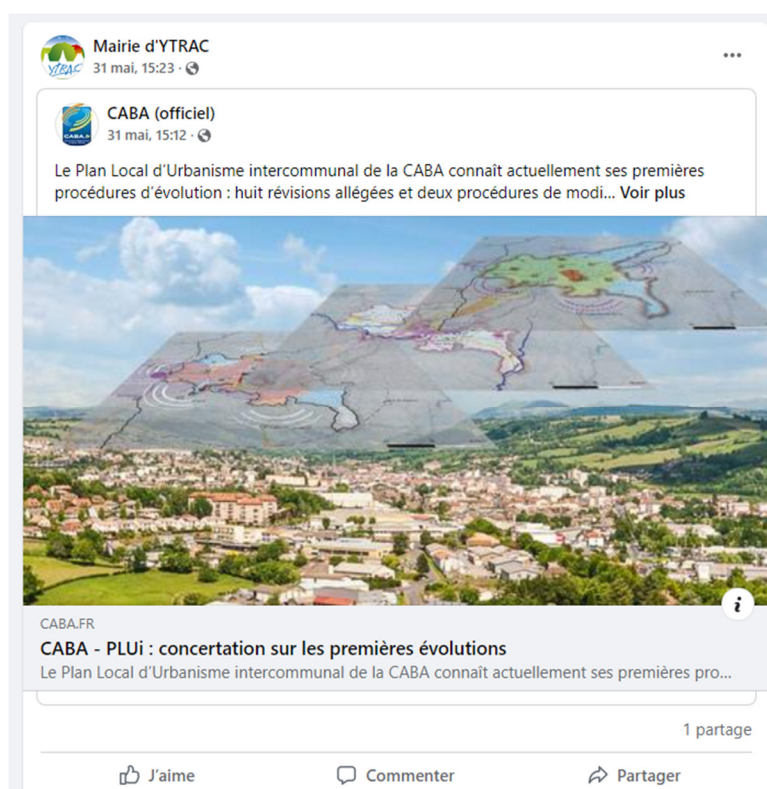 Mairie d'YTRAC
31 mai, 15:23 ·
YTRAC
CABA (officiel)
31 mai, 15:12 ·
CABA.fr
Le Plan Local d'Urbanisme intercommunal de la CABA connaît actuellement ses premières
procédures d'évolution : huit révisions allégées et deux procédures de modi... Voir plus
CABA.FR
CABA - PLUi : concertation sur les premières évolutions
Le Plan Local d'Urbanisme intercommunal de la CABA connaît actuellement ses premières pro...
1 partage
J'aime
Commenter
Partager